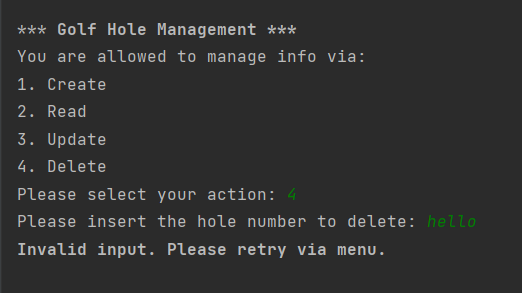 *** Golf Hole Management ***
You are allowed to manage info via:
1. Create
2. Read
3. Update
4. Delete
Please select your action: 4
Please insert the hole number to delete: hello
Invalid input. Please retry via menu.